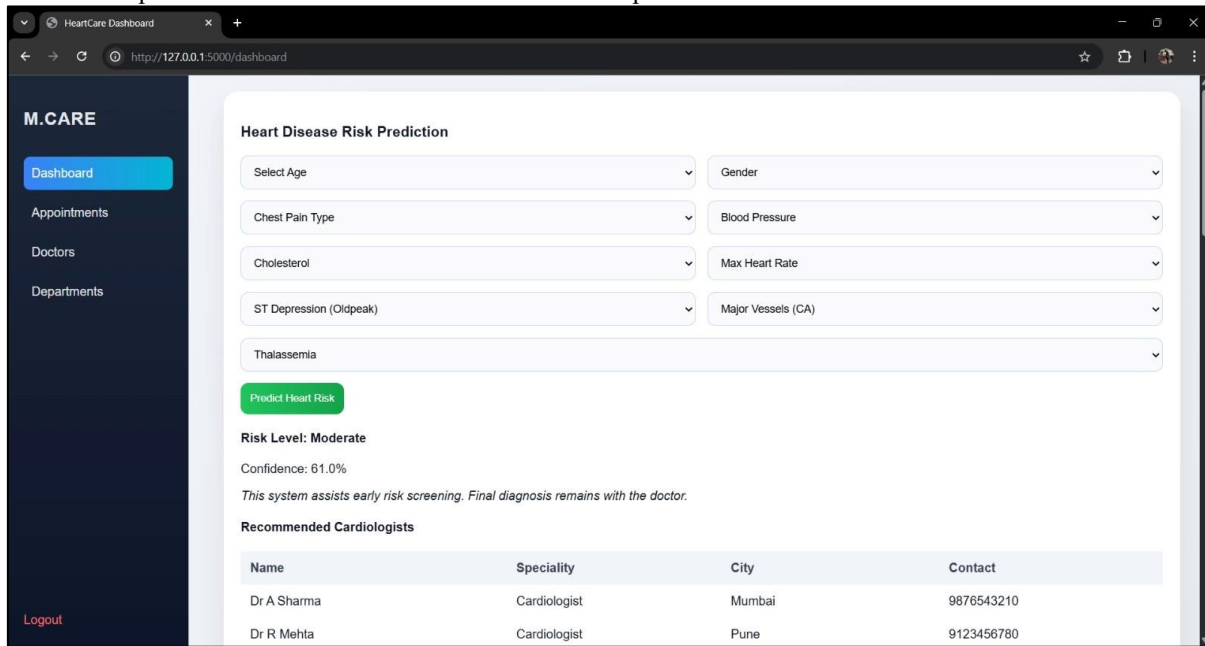 HeartCare Dashboard
http://127.0.0.1:5000/dashboard
M.CARE
Dashboard
Appointments
Doctors
Departments
Logout
Heart Disease Risk Prediction
Select Age
Gender
Chest Pain Type
Blood Pressure
Cholesterol
Max Heart Rate
ST Depression (Oldpeak)
Major Vessels (CA)
Thalassemia
Predict Heart Risk
Risk Level: Moderate
Confidence: 61.0%
This system assists early risk screening. Final diagnosis remains with the doctor.
Recommended Cardiologists
Name Speciality City Contact
Dr A Sharma Cardiologist Mumbai 9876543210
Dr R Mehta Cardiologist Pune 9123456780